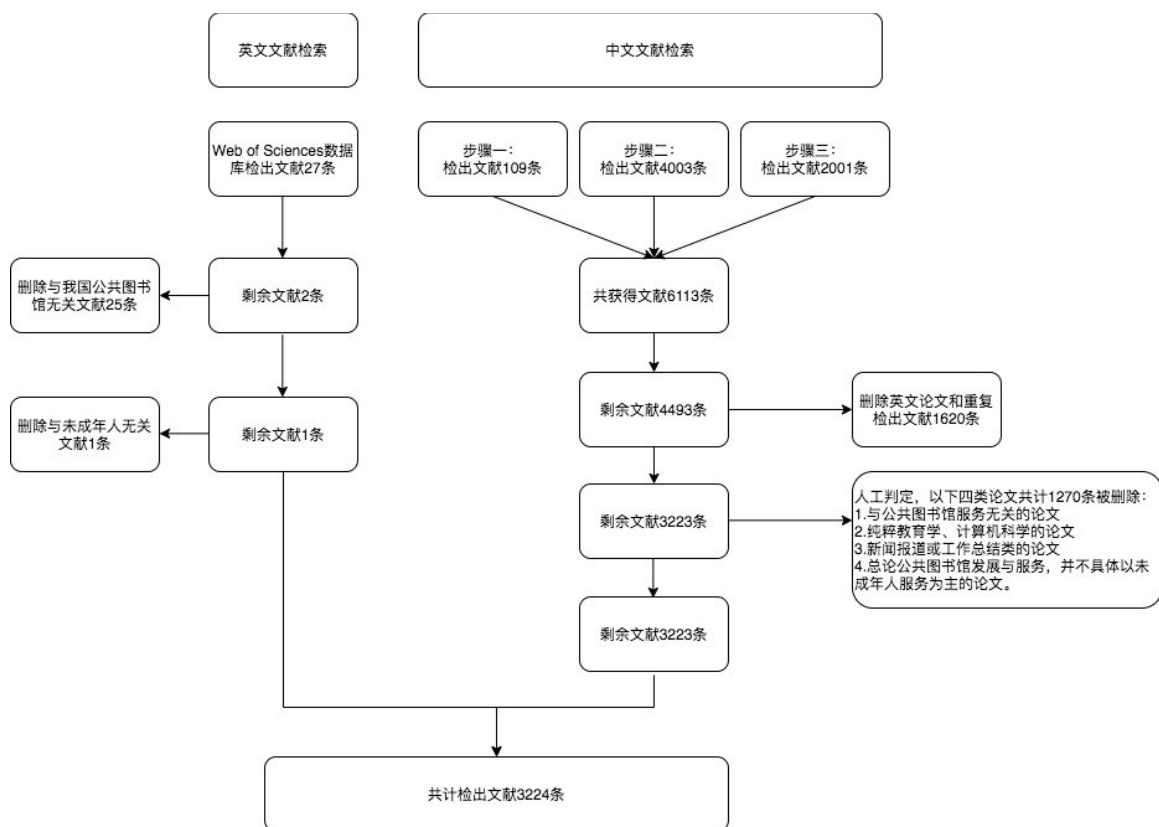 英文文献检索
中文文献检索
Web of Sciences数据
库检出文献27条
步骤一：
检出文献109条
步骤二：
检出文献4003条
步骤三：
检出文献2001条
删除与我国公共图书
馆无关文献25条
剩余文献2条
共获得文献6113条
剩余文献4493条
删除英文论文和重复
检出文献1620条
删除与未成年人无关
文献1条
剩余文献1条
剩余文献3223条
人工判定，以下四类论文共计1270条被删除：
1.与公共图书馆服务无关的论文
2.纯粹教育学、计算机科学的论文
3.新闻报道或工作总结类的论文
4.总论公共图书馆发展与服务，并不具体以未
成年人服务为主的论文。
剩余文献3223条
共计检出文献3224条